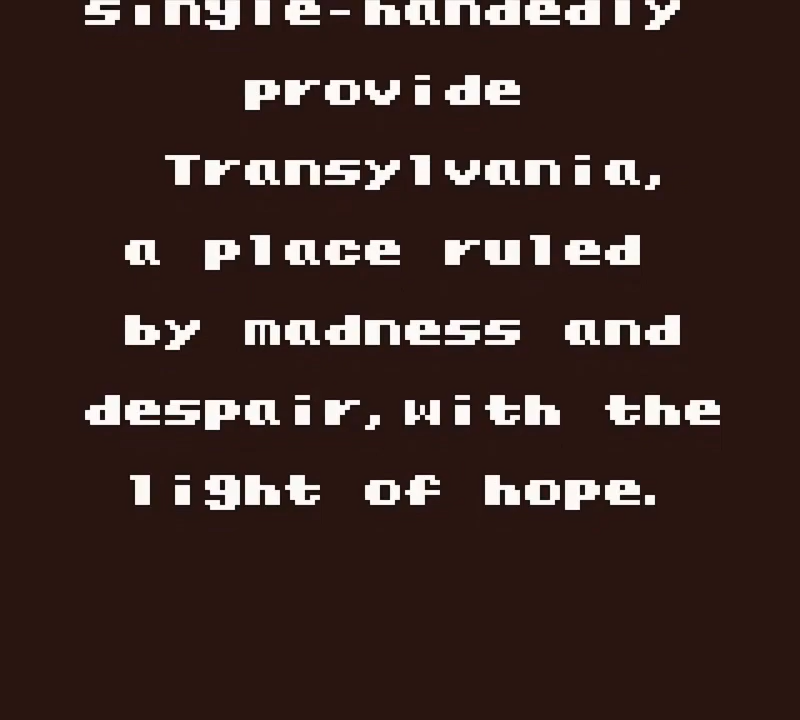 single-handedly
provide
Transylvania,
a place ruled
by madness and
despair,with the
light of hope.